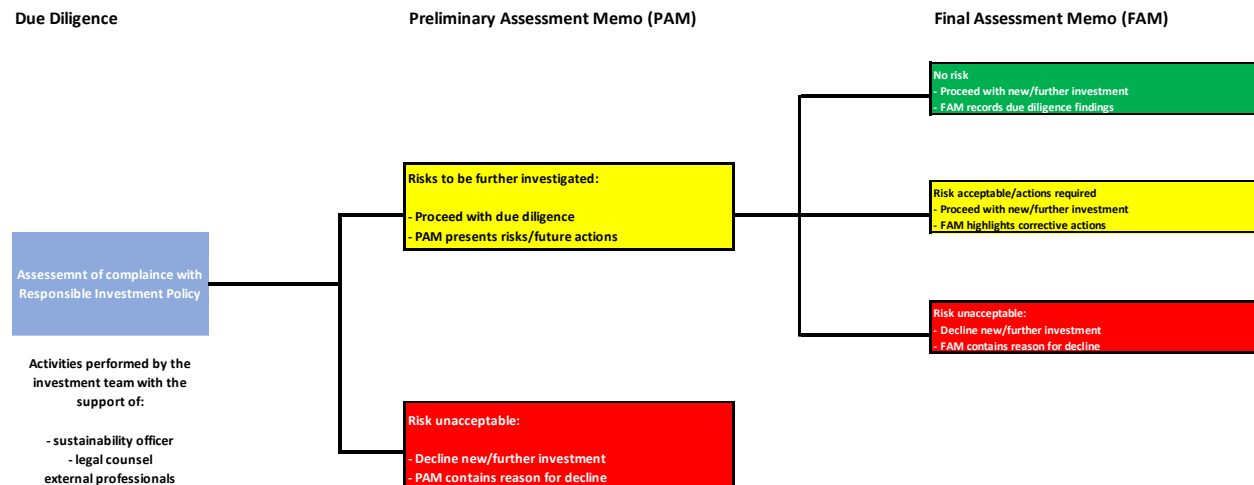 Due Diligence
Preliminary Assessment Memo (PAM)
Final Assessment Memo (FAM)
Assessemnt of complaince with
Responsible Investment Policy
Activities performed by the
investment team with the
support of:
- sustainability officer
- legal counsel
external professionals
Risks to be further investigated:
- Proceed with due diligence
- PAM presents risks/future actions
Risk unacceptable:
- Decline new/further investment
- PAM contains reason for decline
No risk
- Proceed with new/further investment
- FAM records due diligence findings
Risk acceptable/actions required
- Proceed with new/further investment
- FAM highlights corrective actions
Risk unacceptable:
- Decline new/further investment
- FAM contains reason for decline